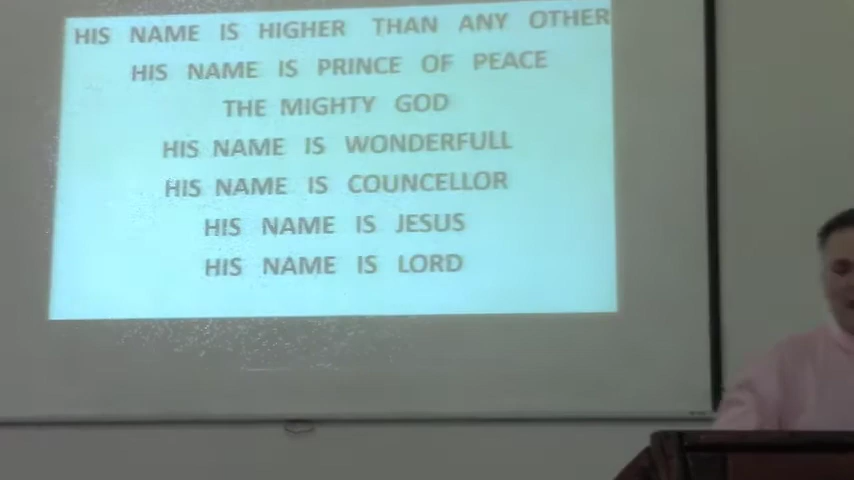 HIS NAME IS HIGHER THAN ANY OTHER
HIS NAME IS PRINCE OF PEACE
THE MIGHTY GOD
HIS NAME IS WONDERFULL
HIS NAME IS COUNCELLOR
HIS NAME IS JESUS
HIS NAME IS LORD